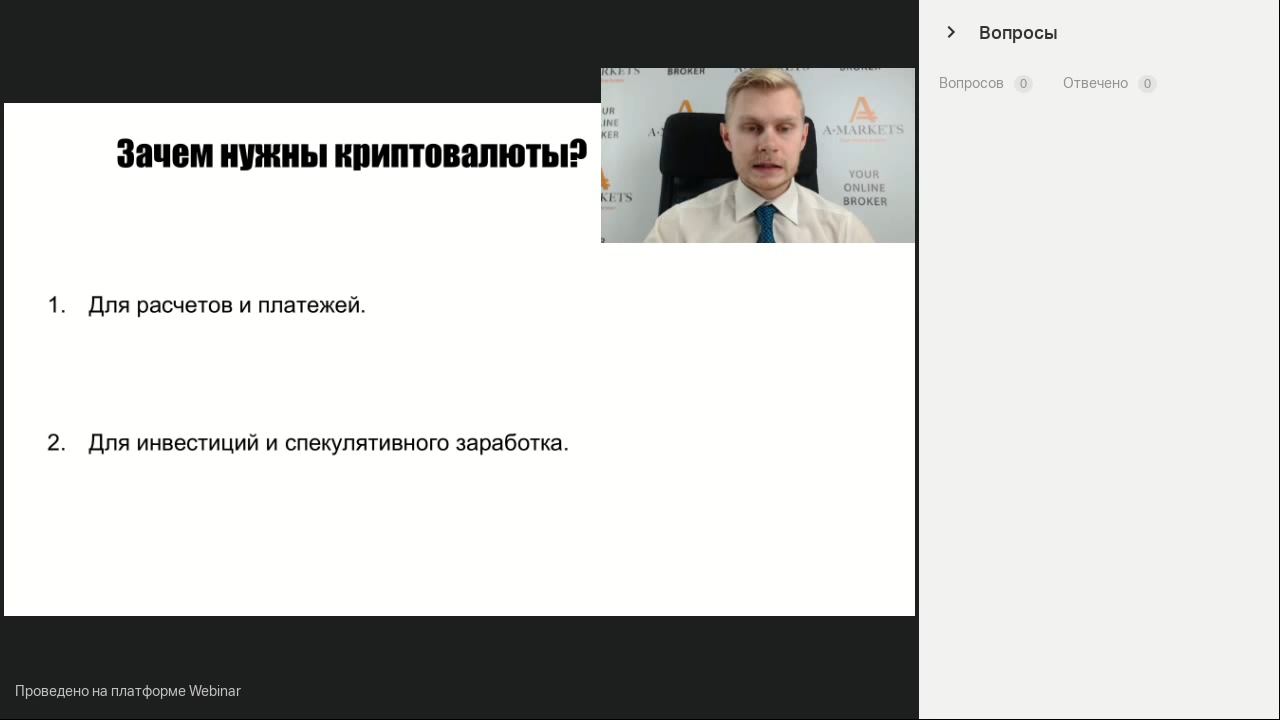 Вопросы
Вопросов 0 Отвечено 0
Зачем нужны криптовалюты?
BROKER
A-MARKETS
YOUR
ONLINE
BROKER
1. Для расчетов и платежей.
2. Для инвестиций и спекулятивного заработка.
Проведено на платформе Webinar